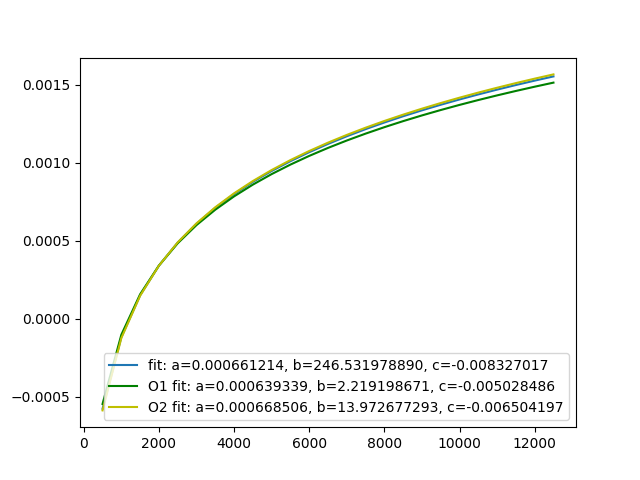 0.0015
0.0010
0.0005
0.0000
−0.0005
fit: a=0.000661214, b=246.531978890, c=-0.008327017
O1 fit: a=0.000639339, b=2.219198671, c=-0.005028486
O2 fit: a=0.000668506, b=13.972677293, c=-0.006504197
0 2000 4000 6000 8000 10000 12000